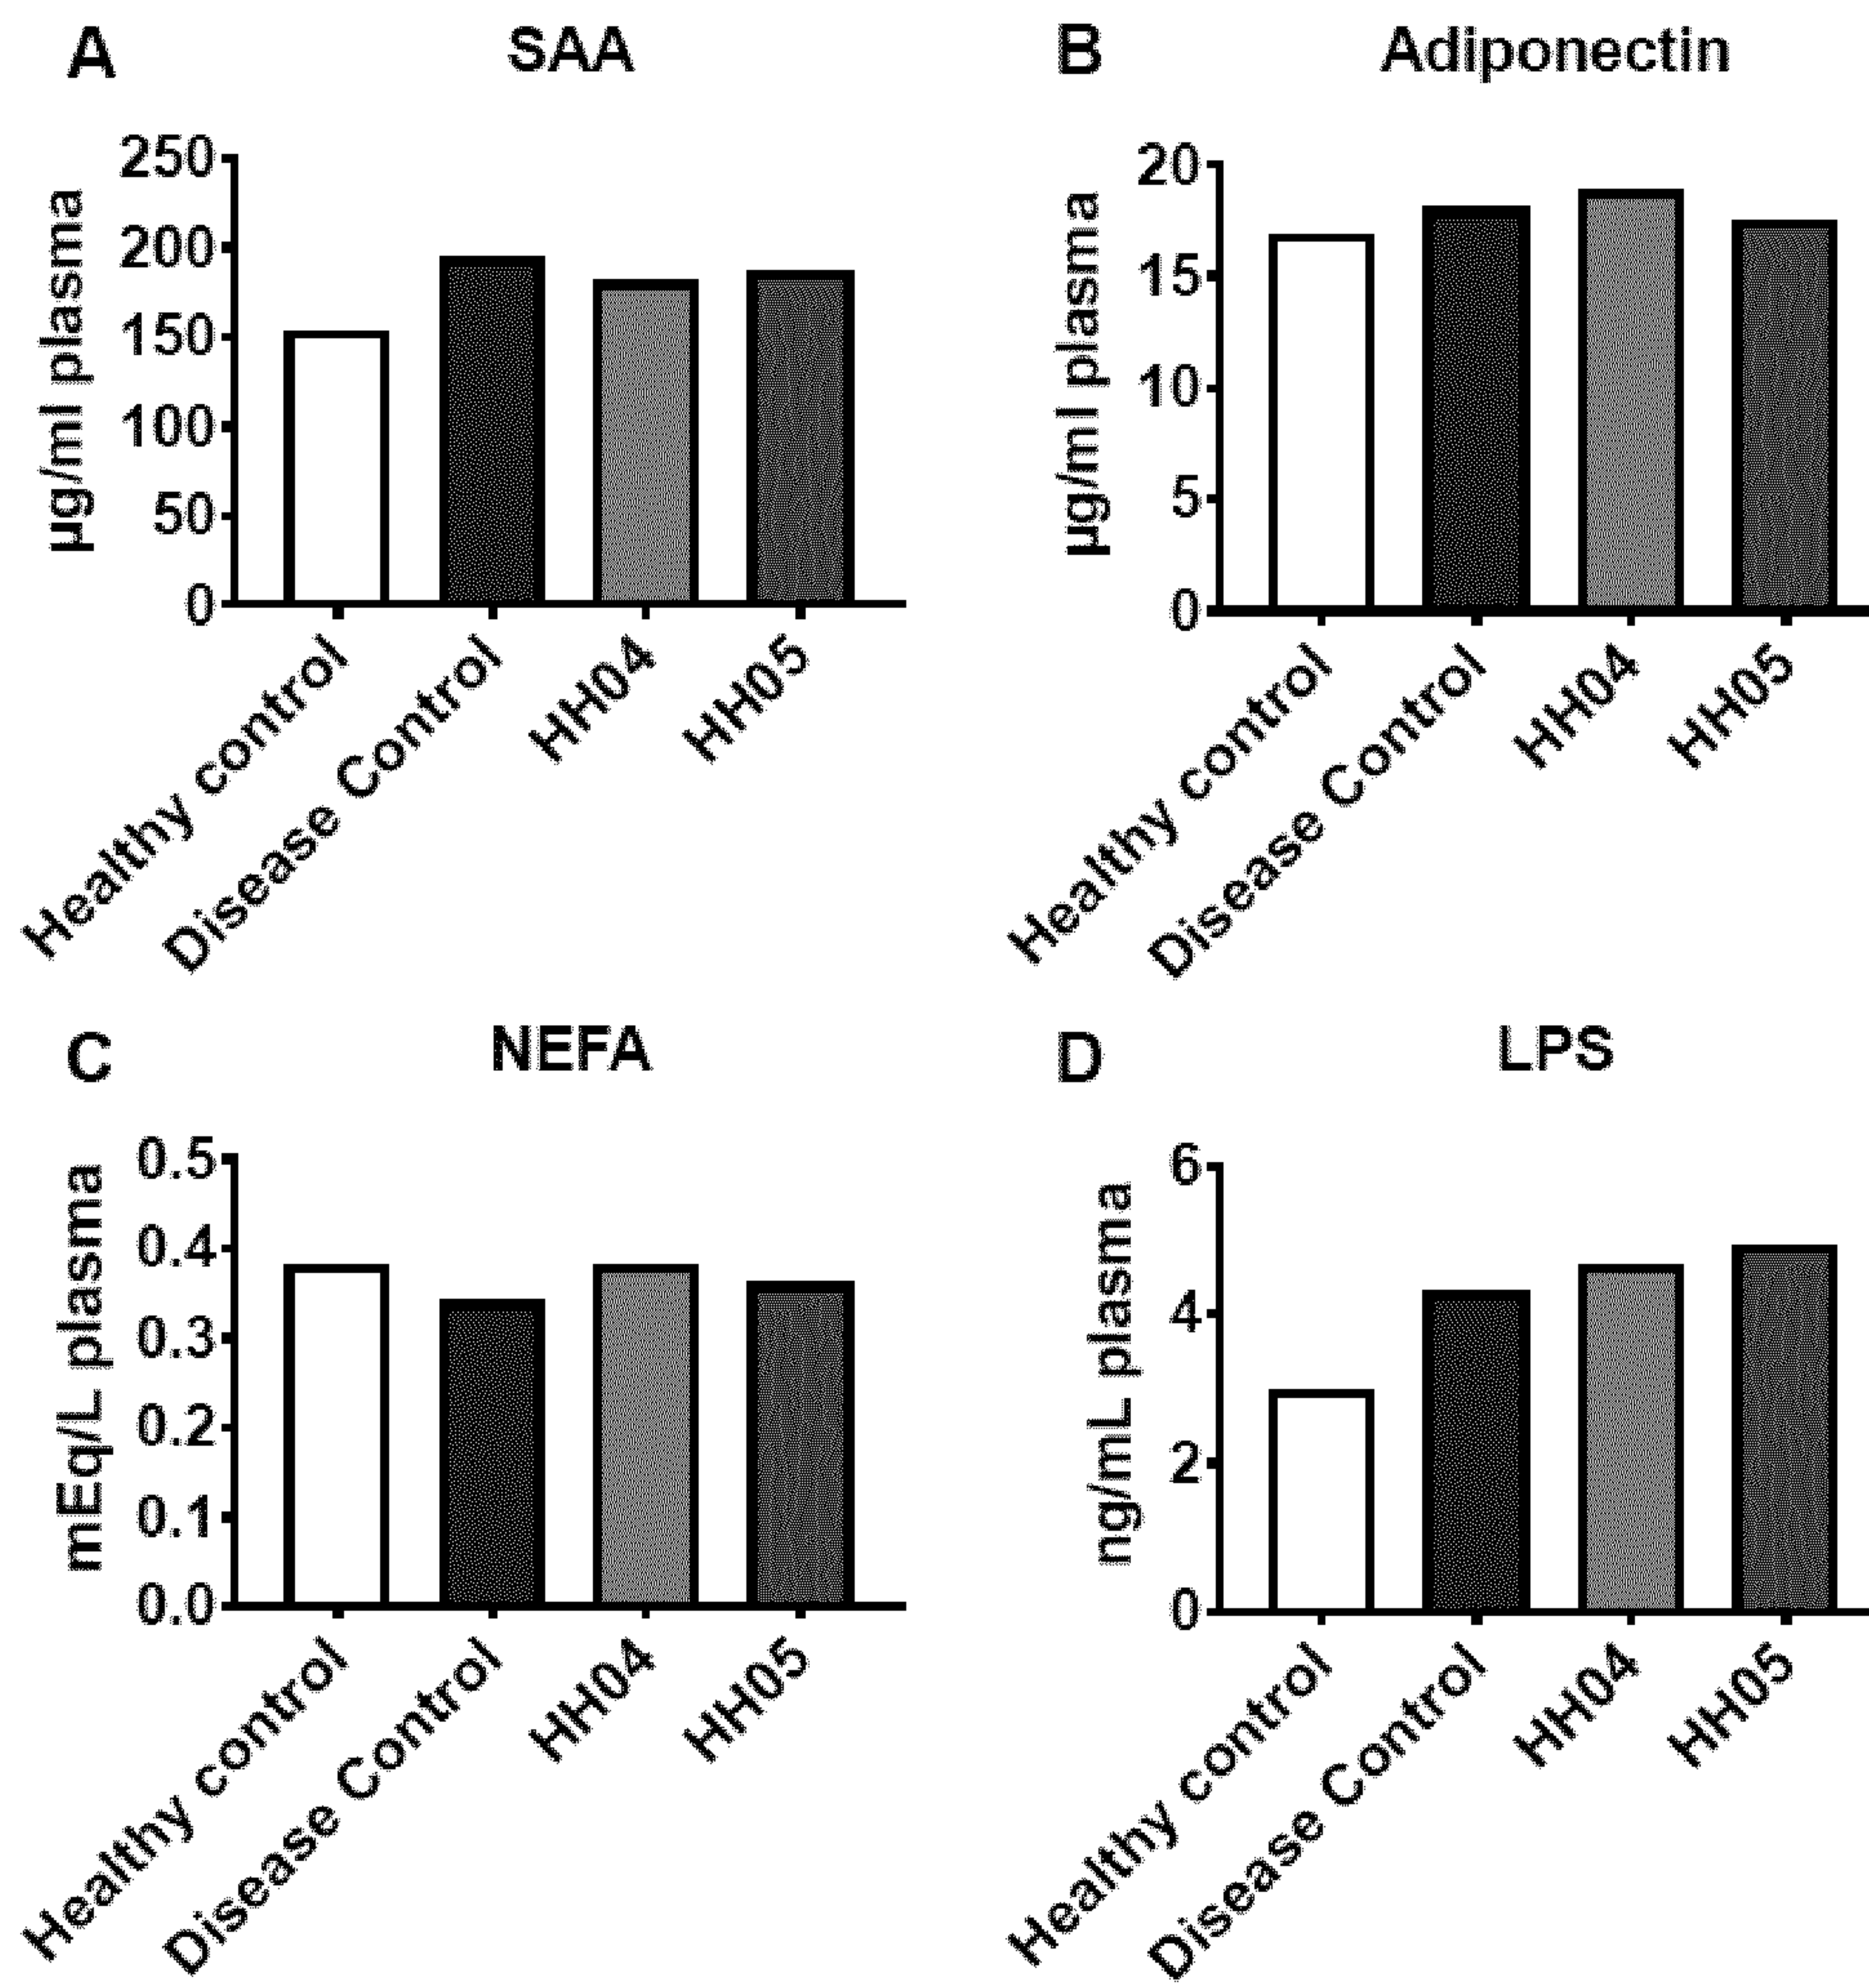 A
SAA
µg/ml plasma
250
200
150
100
50
0
Healthy control
Disease Control
HH04
HH05
B
Adiponectin
µg/ml plasma
20
15
10
5
0
Healthy control
Disease Control
HH04
HH05
C
NEFA
mEq/L plasma
0.5
0.4
0.3
0.2
0.1
0.0
Healthy control
Disease Control
HH04
HH05
D
LPS
ng/mL plasma
6
4
2
0
Healthy control
Disease Control
HH04
HH05